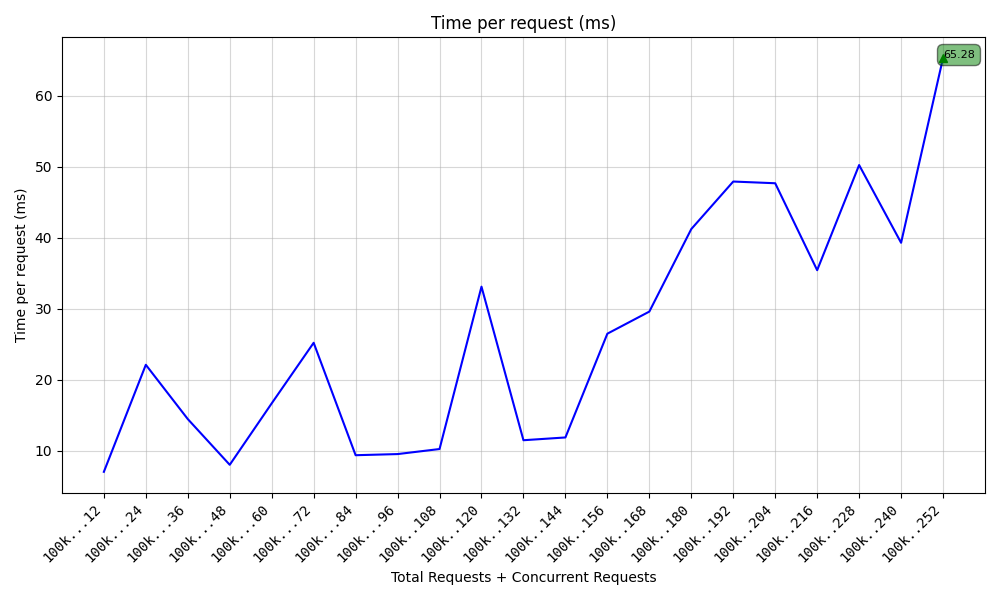 Time per request (ms)
65.28
60
50
40
30
20
10
Time per request (ms)
100k...12
100k...24
100k...36
100k...48
100k...60
100k...72
100k...84
100k...96
100k..108
100k..120
100k..132
100k..144
100k..156
100k..168
100k..180
100k..192
100k..204
100k..216
100k..228
100k..240
100k..252
Total Requests + Concurrent Requests